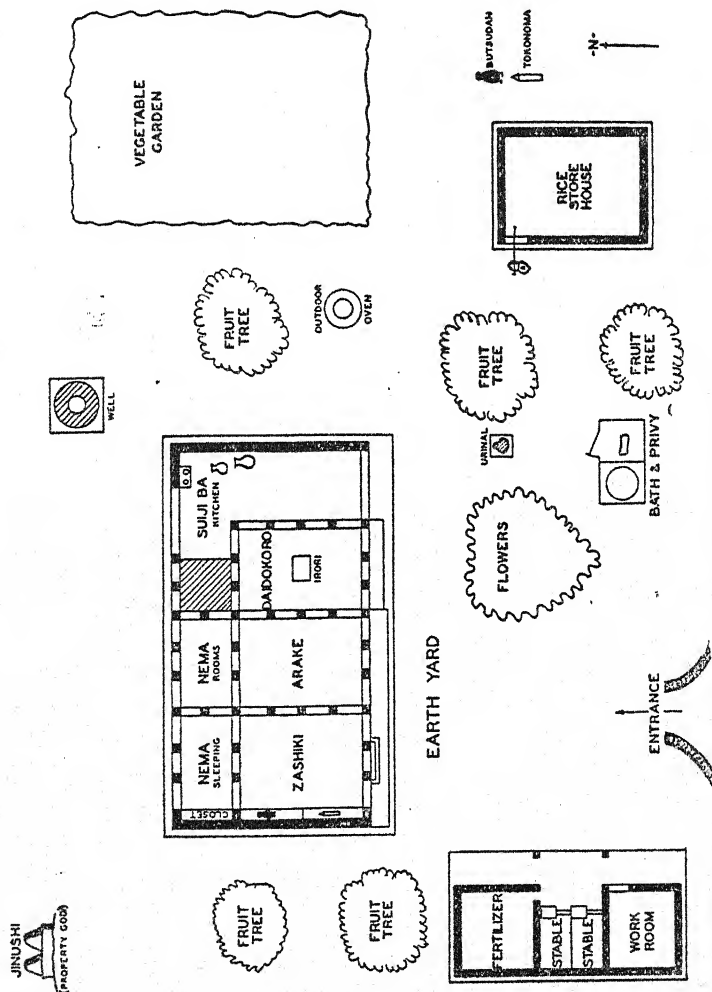 JINUSHI
(PROPERTY GOD)
WELL
VEGETABLE
GARDEN
FRUIT
TREE
OUTDOOR
OVEN
FRUIT
TREE
FRUIT
TREE
CLOSET
NEMA
SLEEPING
NEMA
ROOMS
SUIJI BA
KITCHEN
ZASHIKI
ARAKE
DAIDOKORO
IRORI
EARTH YARD
FERTILIZER
STABLE
STABLE
WORK
ROOM
ENTRANCE
FLOWERS
URINAL
BATH & PRIVY
FRUIT
TREE
FRUIT
TREE
RICE
STORE
HOUSE
BUTSUDAN
TOKONOMA
-N-